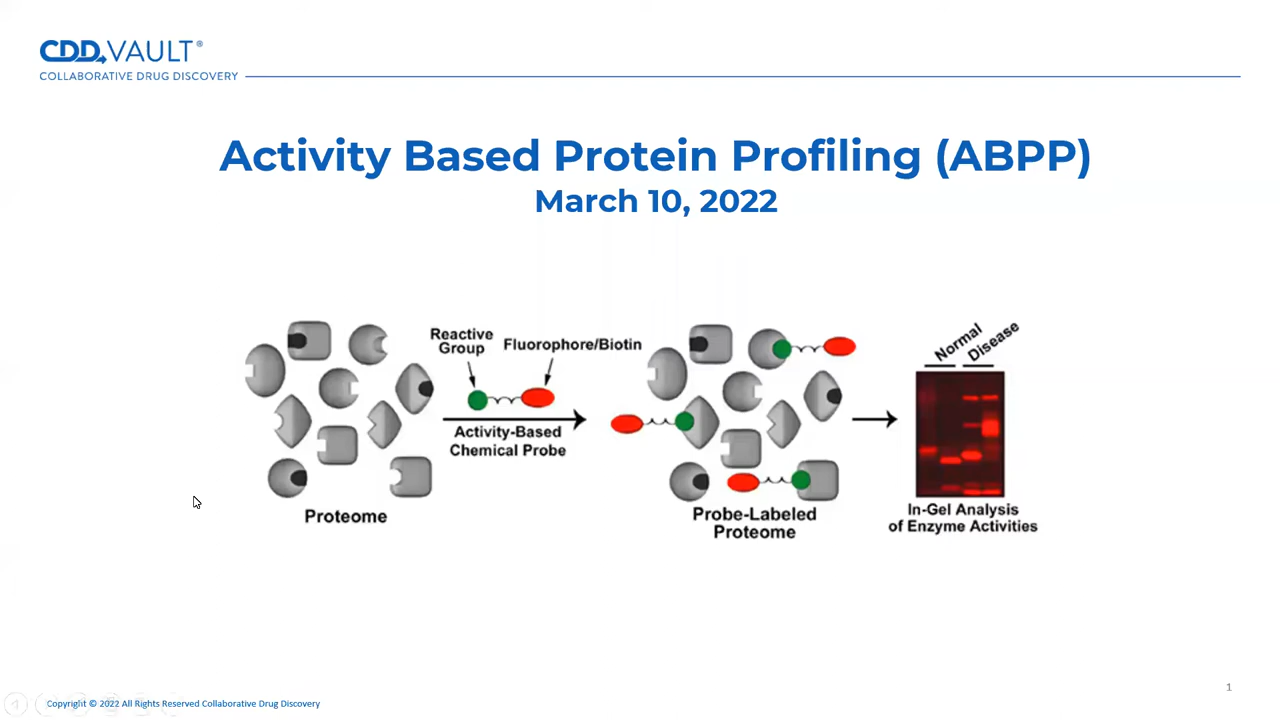 CDD VAULT®
COLLABORATIVE DRUG DISCOVERY
Activity Based Protein Profiling (ABPP)
March 10, 2022
Reactive
Group
Fluorophore/Biotin
Activity-Based
Chemical Probe
Proteome
Probe-Labeled
Proteome
Normal
Disease
In-Gel Analysis
of Enzyme Activities
Copyright © 2022 All Rights Reserved Collaborative Drug Discovery
1